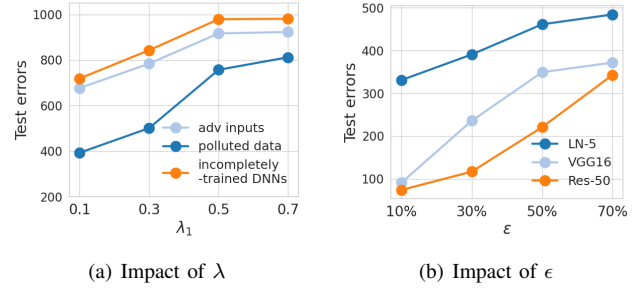 1000
800
600
400
200
Test errors
adv inputs
polluted data
incompletely
-trained DNNs
0.1 0.3 0.5 0.7
λ₁
(a) Impact of λ
500
400
300
200
100
Test errors
LN-5
VGG16
Res-50
10% 30% 50% 70%
ε
(b) Impact of ϵ